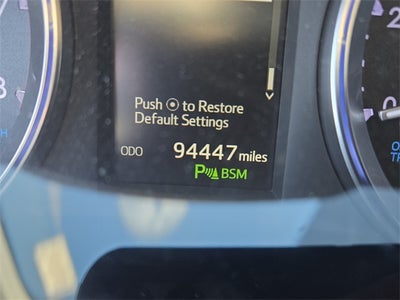 Push ⦿ to Restore
Default Settings
ODO 94447 miles
P BSM